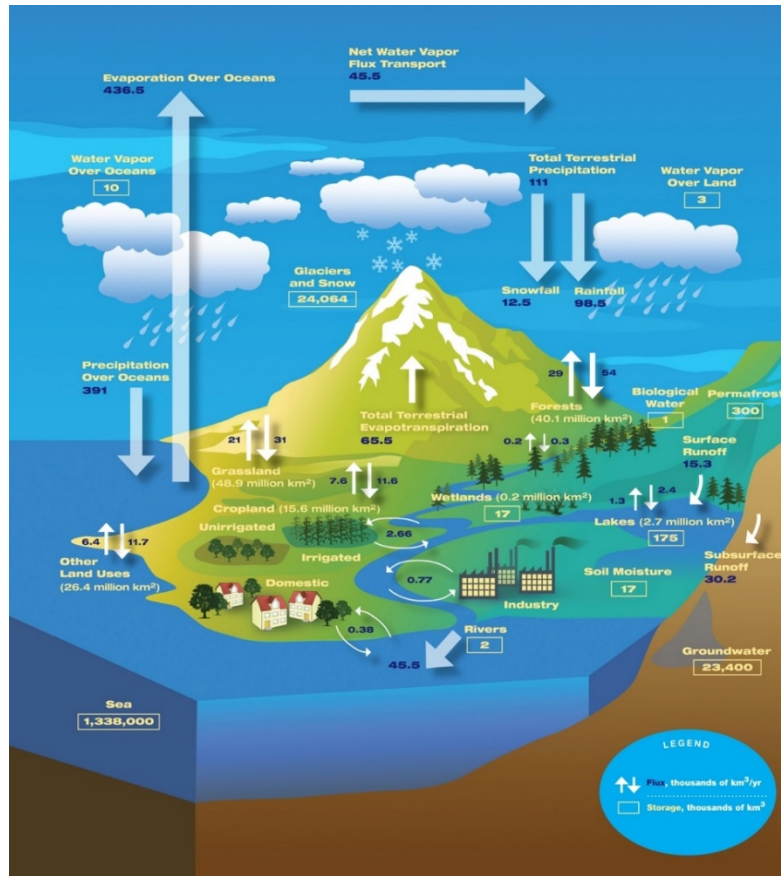 Net Water Vapor
Flux Transport
45.5
Evaporation Over Oceans
436.5
Water Vapor
Over Oceans
10
Total Terrestrial
Precipitation
111
Water Vapor
Over Land
3
Glaciers
and Snow
24,064
Snowfall
12.5
Rainfall
98.5
Precipitation
Over Oceans
391
29
54
Forests
(40.1 million km²)
Biological
Water
1
Permafrost
300
Total Terrestrial
Evapotranspiration
65.5
21
31
Grassland
(48.9 million km²)
0.2
0.3
Surface
Runoff
15.3
7.6
11.6
Cropland (15.6 million km²)
Wetlands (0.2 million km²)
17
1.3
2.4
Lakes (2.7 million km²)
175
Unirrigated
Irrigated
2.66
6.4
11.7
Other
Land Uses
(26.4 million km²)
Subsurface
Runoff
30.2
Domestic
0.77
Industry
Soil Moisture
17
0.38
Rivers
2
45.5
Groundwater
23,400
Sea
1,338,000
LEGEND
Flux, thousands of km³/yr
Storage, thousands of km³